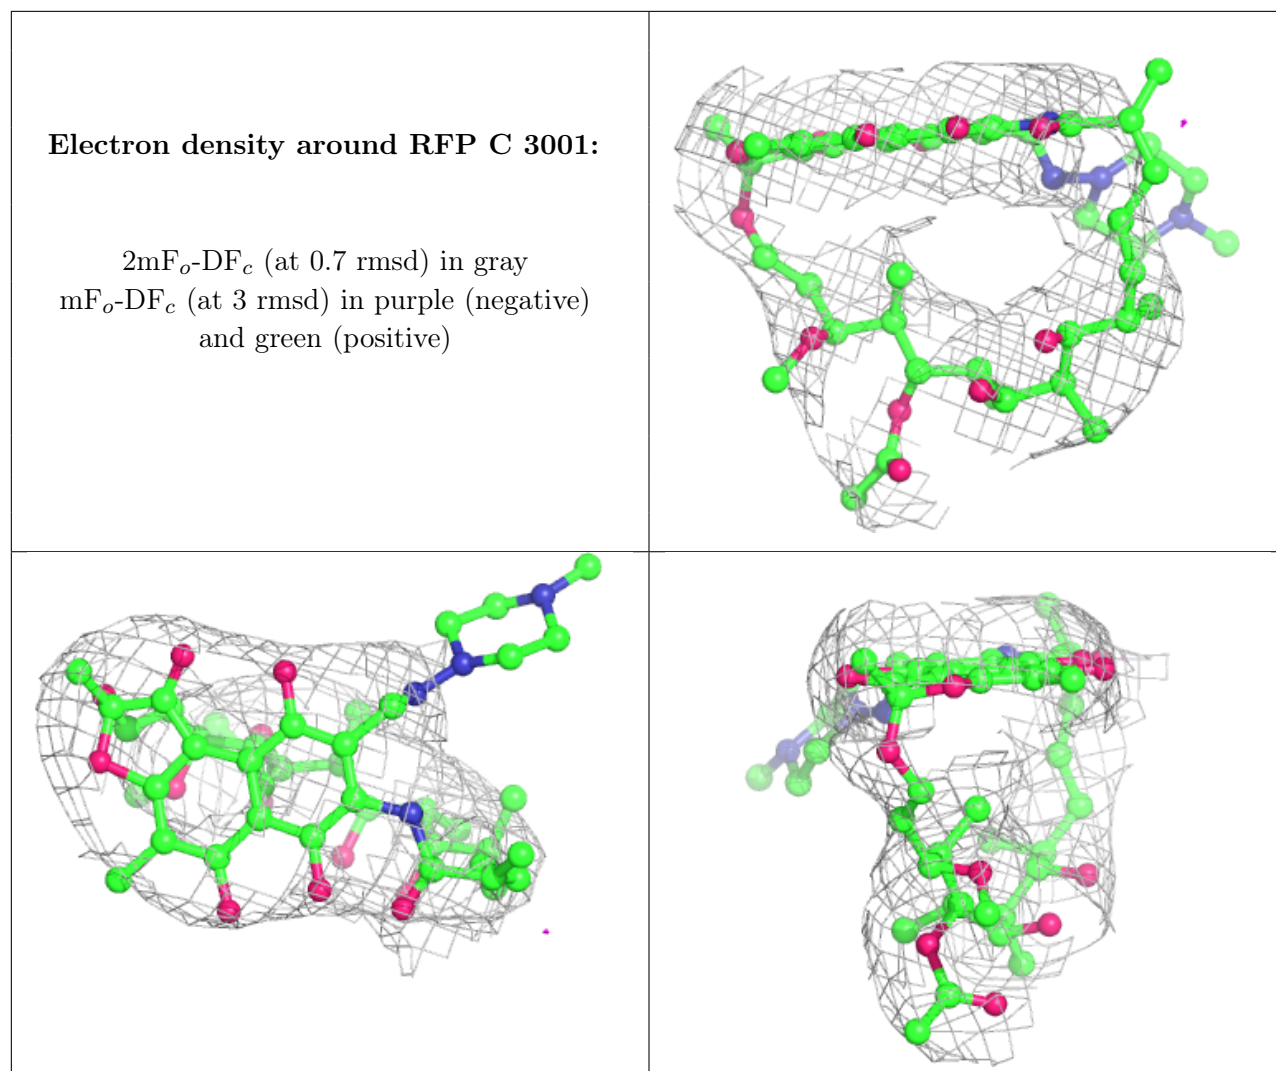 Electron density around RFP C 3001:
2mFo-DFc (at 0.7 rmsd) in gray
mFo-DFc (at 3 rmsd) in purple (negative)
and green (positive)